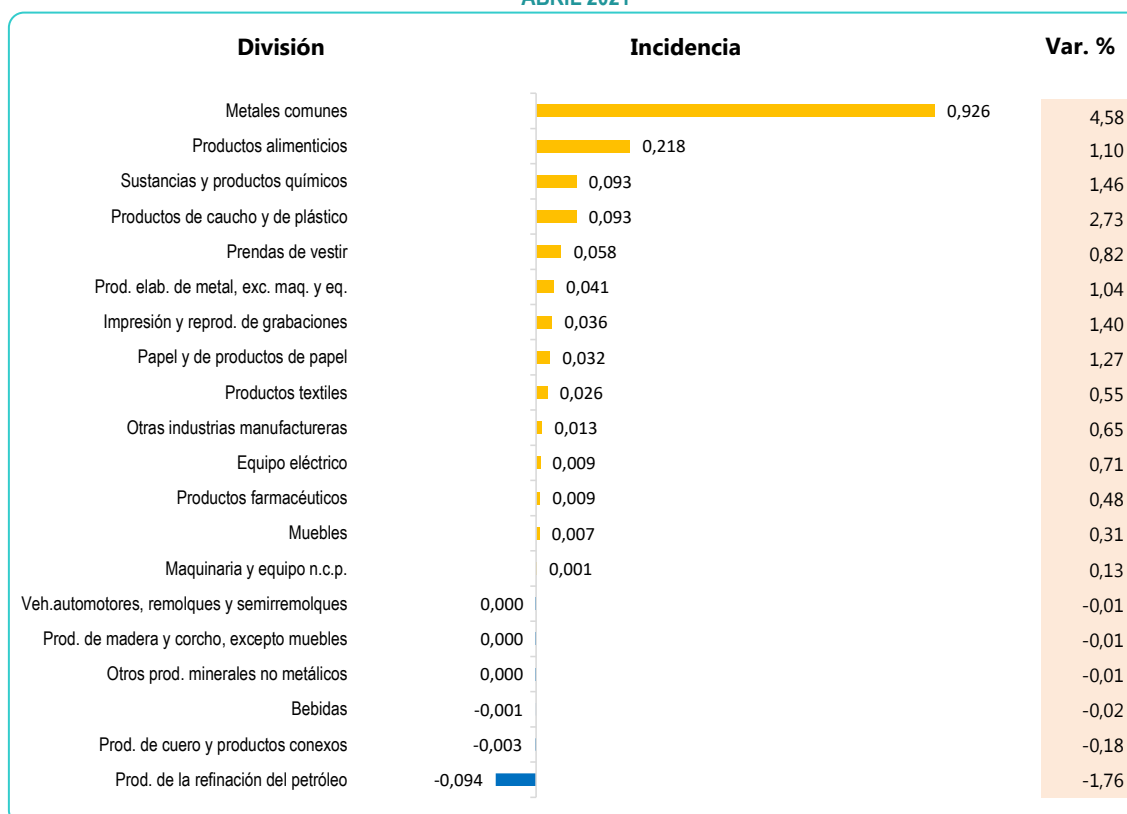 ABRIL 2021
División Incidencia Var. %
Metales comunes 0,926 4,58
Productos alimenticios 0,218 1,10
Sustancias y productos químicos 0,093 1,46
Productos de caucho y de plástico 0,093 2,73
Prendas de vestir 0,058 0,82
Prod. elab. de metal, exc. maq. y eq. 0,041 1,04
Impresión y reprod. de grabaciones 0,036 1,40
Papel y de productos de papel 0,032 1,27
Productos textiles 0,026 0,55
Otras industrias manufactureras 0,013 0,65
Equipo eléctrico 0,009 0,71
Productos farmacéuticos 0,009 0,48
Muebles 0,007 0,31
Maquinaria y equipo n.c.p. 0,001 0,13
Veh.automotores, remolques y semirremolques 0,000 -0,01
Prod. de madera y corcho, excepto muebles 0,000 -0,01
Otros prod. minerales no metálicos 0,000 -0,01
Bebidas -0,001 -0,02
Prod. de cuero y productos conexos -0,003 -0,18
Prod. de la refinación del petróleo -0,094 -1,76